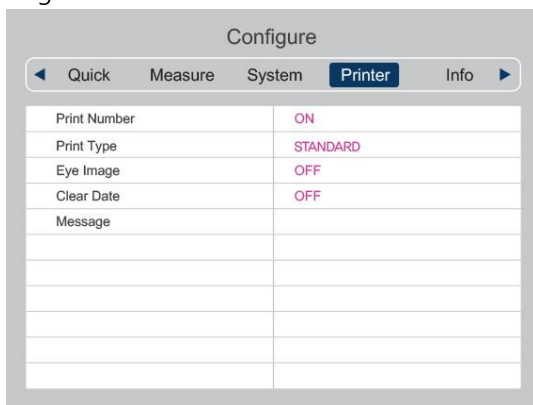 Configure
Quick Measure System Printer Info
Print Number ON
Print Type STANDARD
Eye Image OFF
Clear Date OFF
Message